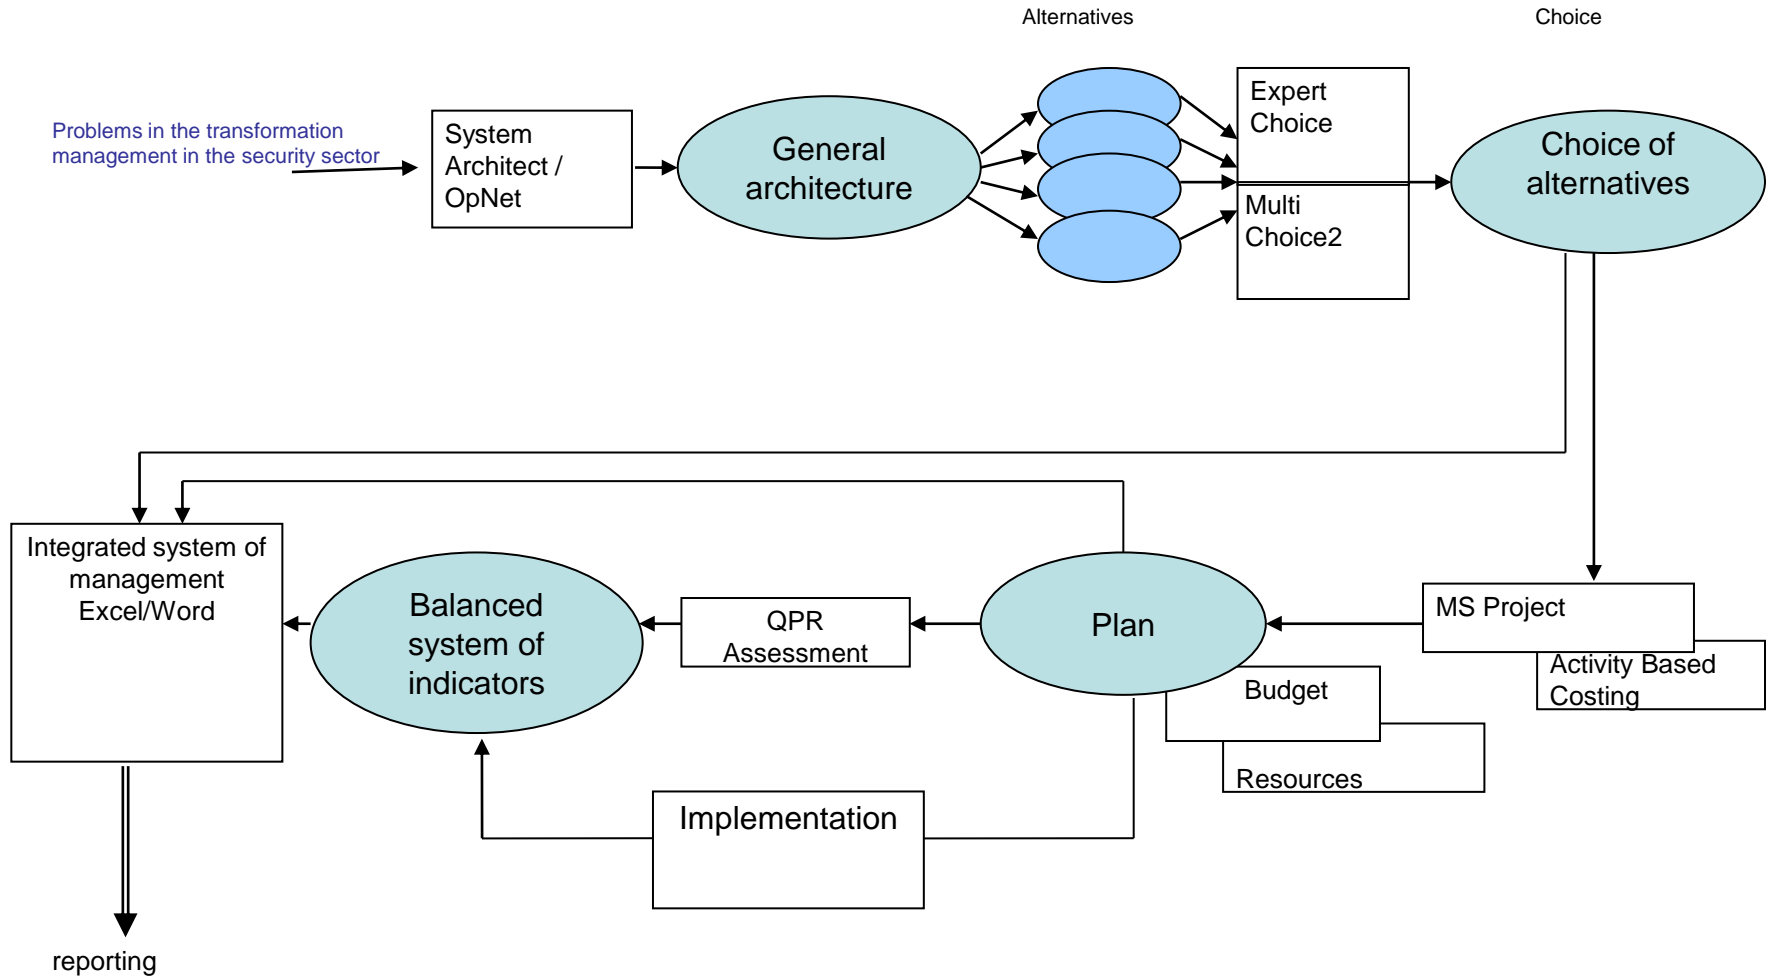 Alternatives
Choice
Problems in the transformation
management in the security sector
System
Architect /
OpNet
General
architecture
Expert
Choice
Multi
Choice2
Choice of
alternatives
Integrated system of
management
Excel/Word
Balanced
system of
indicators
QPR
Assessment
Plan
MS Project
Activity Based
Costing
Budget
Resources
Implementation
reporting